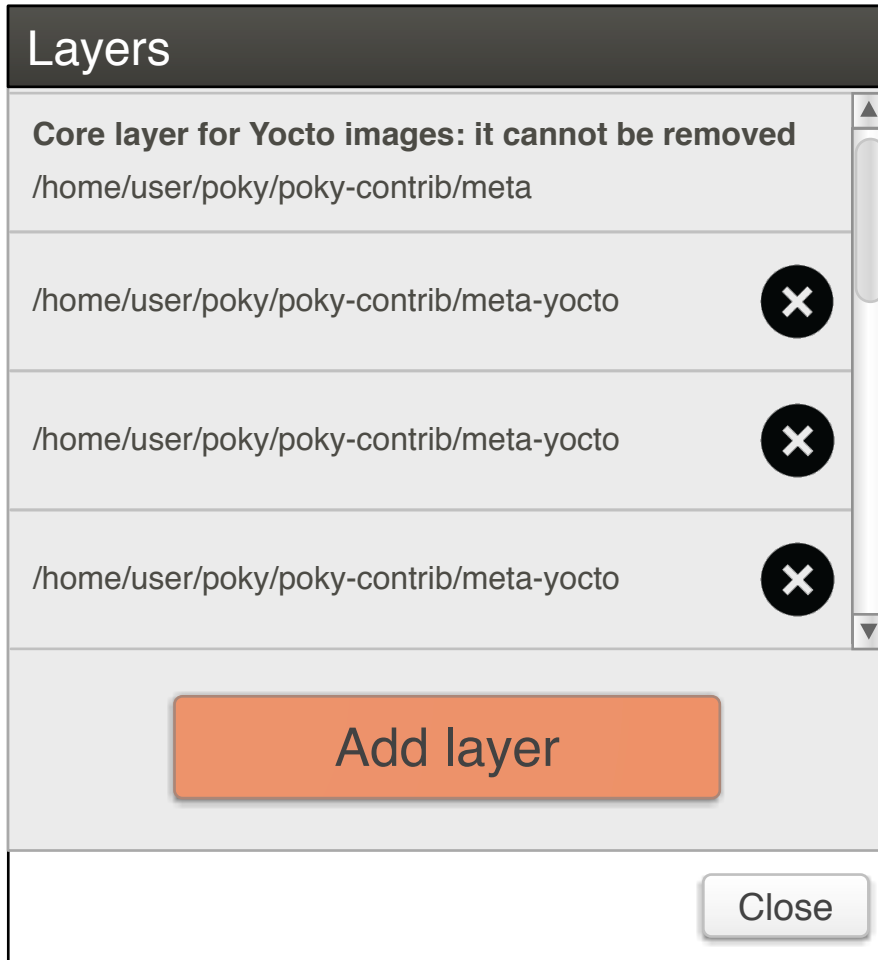 Layers
Core layer for Yocto images: it cannot be removed
/home/user/poky/poky-contrib/meta
/home/user/poky/poky-contrib/meta-yocto
/home/user/poky/poky-contrib/meta-yocto
/home/user/poky/poky-contrib/meta-yocto
Add layer
Close